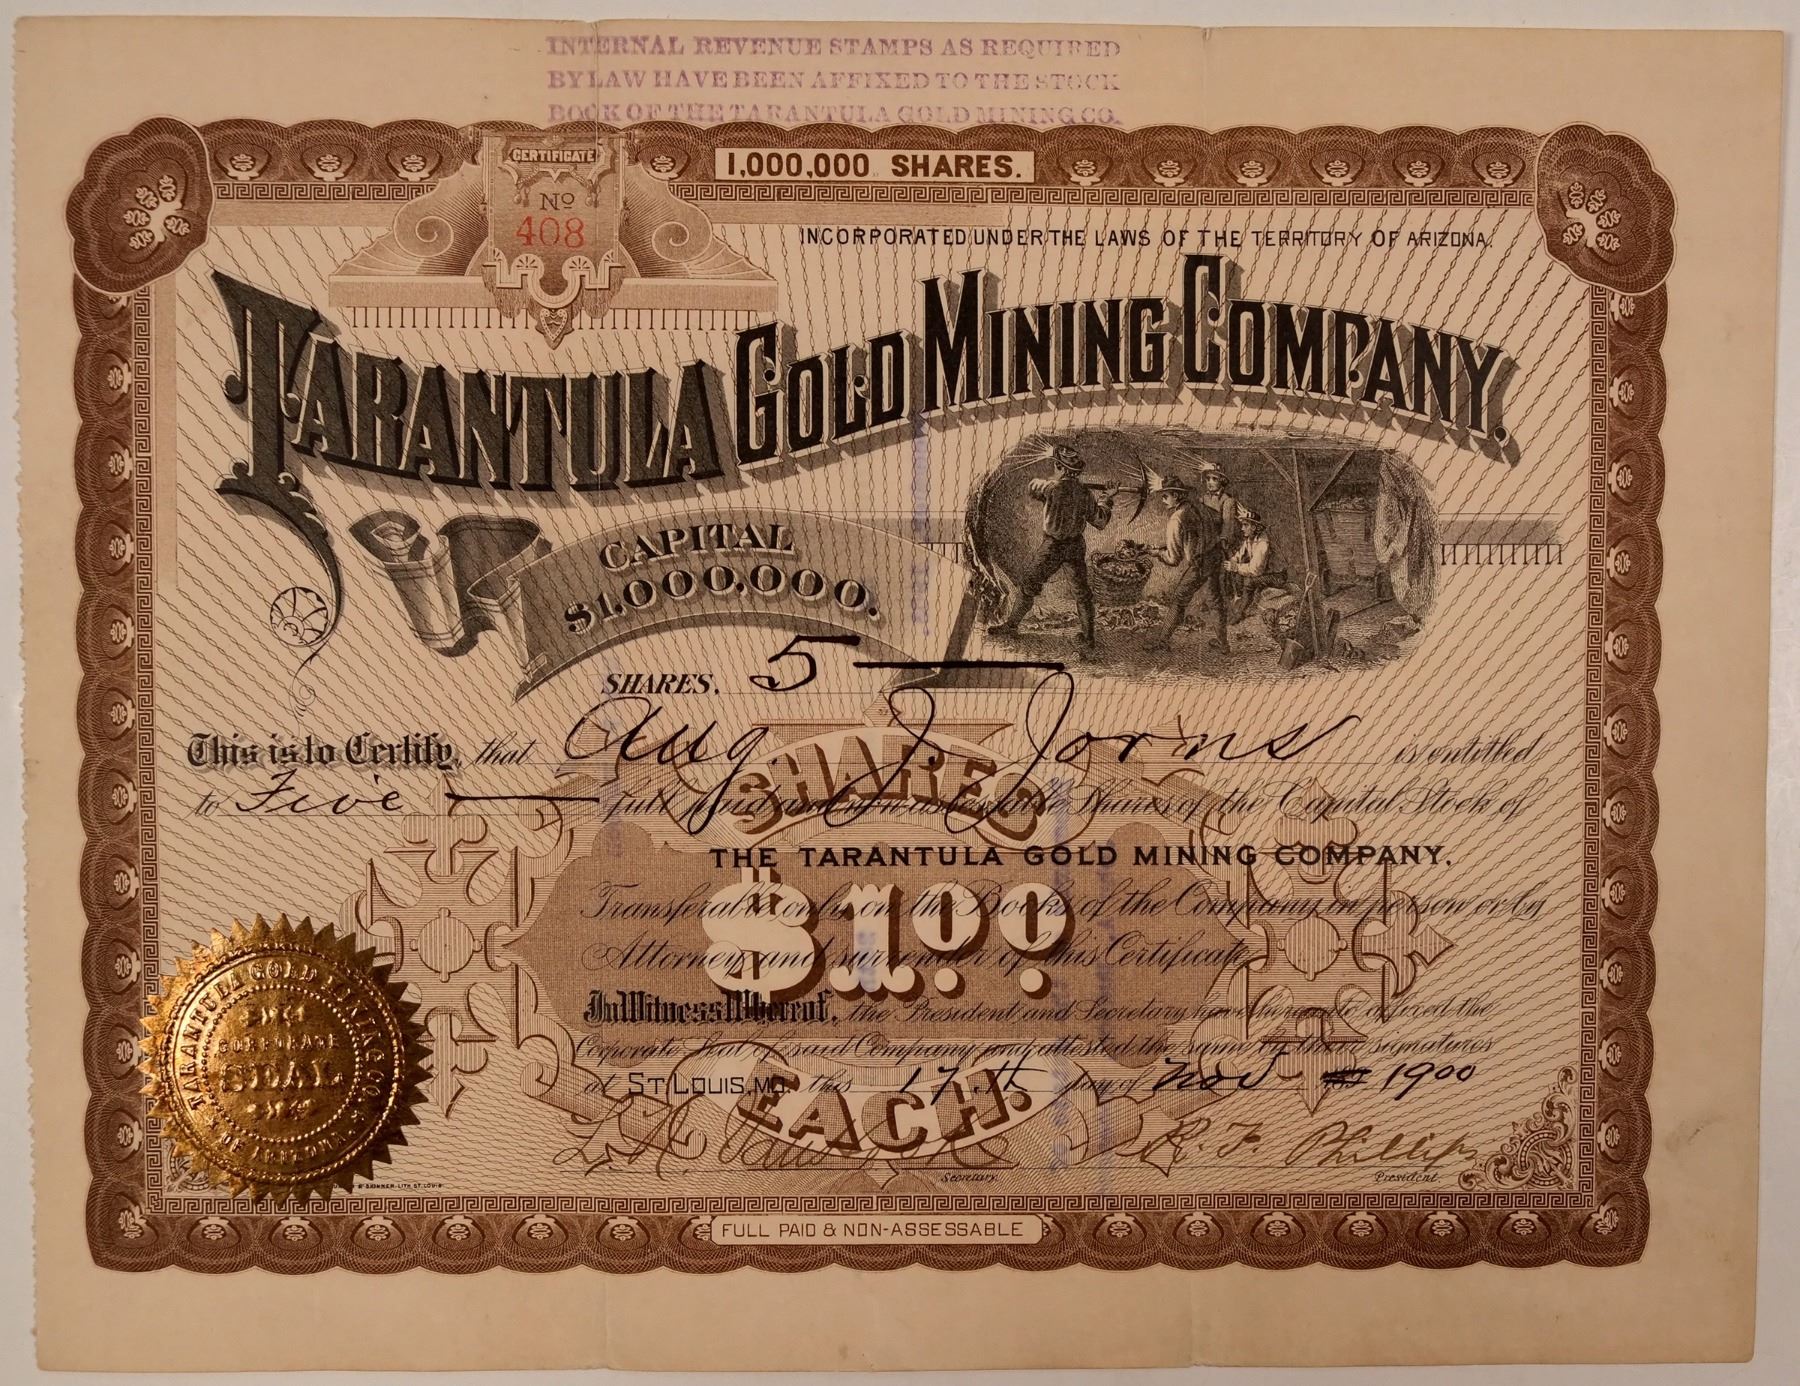 INTERNAL REVENUE STAMPS AS REQUIRED
BY LAW HAVE BEEN AFFIXED TO THE STOCK
BOOK OF THE TARANTULA GOLD MINING CO.
CERTIFICATE
No
408
1,000,000 SHARES.
INCORPORATED UNDER THE LAWS OF THE TERRITORY OF ARIZONA.
TARANTULA GOLD MINING COMPANY.
CAPITAL
$1,000,000.
SHARES, 5
This is to Certify, that Aug. J. Jorns is entitled
to Five full paid and non-assessable Shares of the Capital Stock of
THE TARANTULA GOLD MINING COMPANY.
Transferable only on the Books of the Company in person or by
Attorney and surrender of this Certificate
In Witness Whereof, the President and Secretary have hereunto affixed the
Corporate Seal of said Company and attested the same by their signatures
at ST. LOUIS, MO. this 17th day of Nov 1900
SHARES
$1.00
EACH.
R. F. Phillips
Secretary.
President.
TARANTULA GOLD MINING CO.
CORPORATE
SEAL
OF ARIZONA
SKINNER LITH. ST. LOUIS
FULL PAID & NON-ASSESSABLE